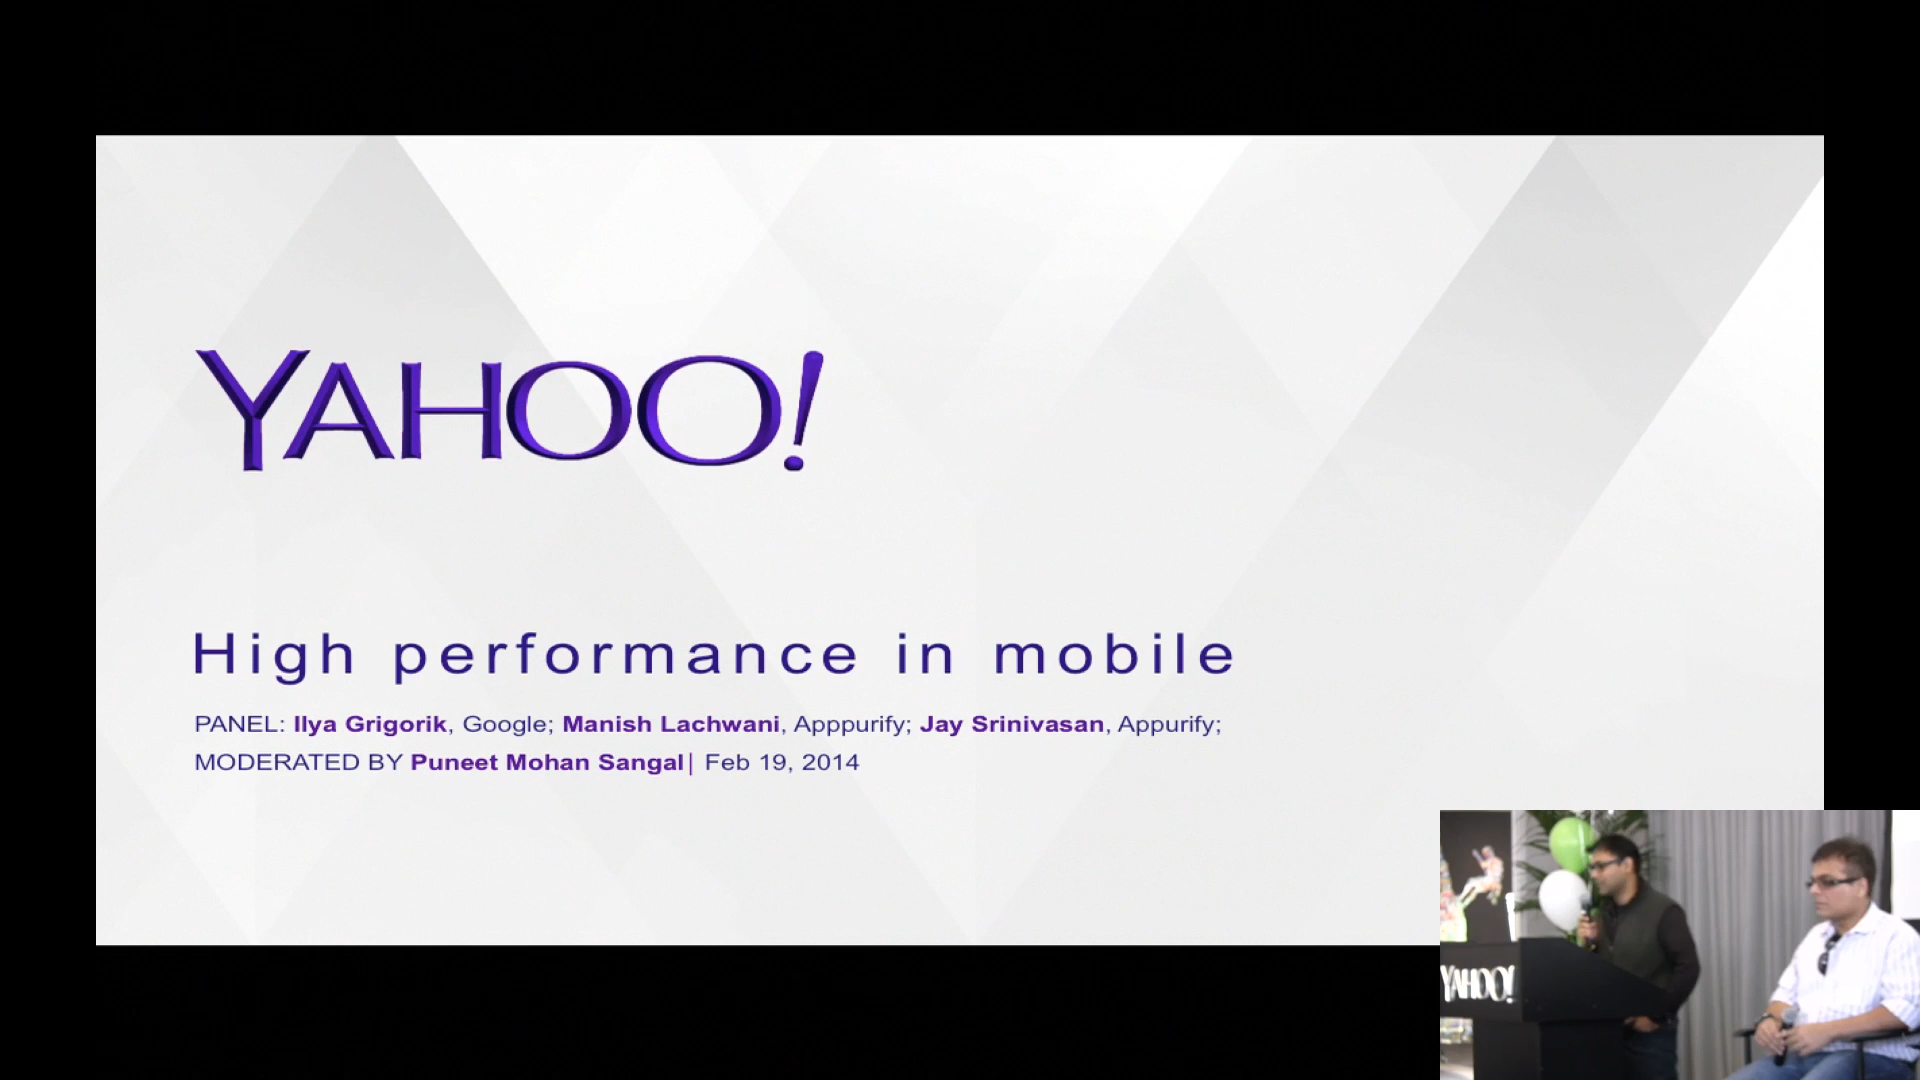 YAHOO!
High performance in mobile
PANEL: Ilya Grigorik, Google; Manish Lachwani, Apppurify; Jay Srinivasan, Appurify;
MODERATED BY Puneet Mohan Sangal| Feb 19, 2014
YAHOO!